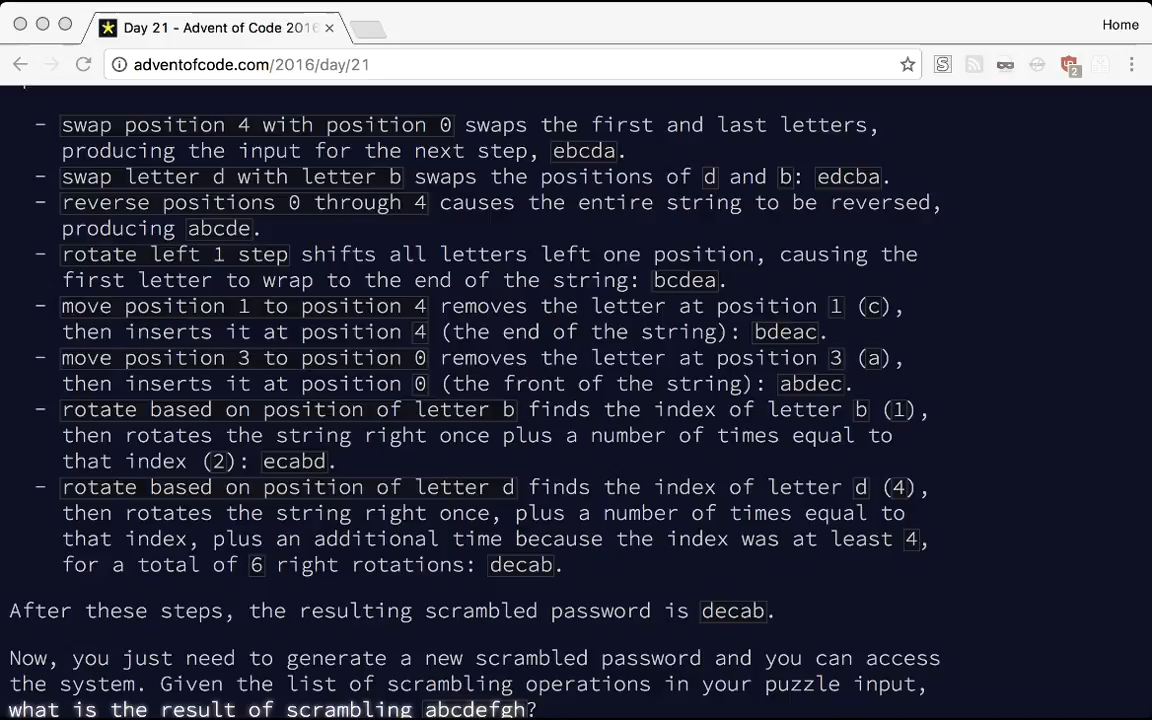 Day 21 - Advent of Code 2016
Home
adventofcode.com/2016/day/21
2
- swap position 4 with position 0 swaps the first and last letters,
producing the input for the next step, ebcda.
- swap letter d with letter b swaps the positions of d and b: edcba.
- reverse positions 0 through 4 causes the entire string to be reversed,
producing abcde.
- rotate left 1 step shifts all letters left one position, causing the
first letter to wrap to the end of the string: bcdea.
- move position 1 to position 4 removes the letter at position 1 (c),
then inserts it at position 4 (the end of the string): bdeac.
- move position 3 to position 0 removes the letter at position 3 (a),
then inserts it at position 0 (the front of the string): abdec.
- rotate based on position of letter b finds the index of letter b (1),
then rotates the string right once plus a number of times equal to
that index (2): ecabd.
- rotate based on position of letter d finds the index of letter d (4),
then rotates the string right once, plus a number of times equal to
that index, plus an additional time because the index was at least 4,
for a total of 6 right rotations: decab.
After these steps, the resulting scrambled password is decab.
Now, you just need to generate a new scrambled password and you can access
the system. Given the list of scrambling operations in your puzzle input,
what is the result of scrambling abcdefgh?